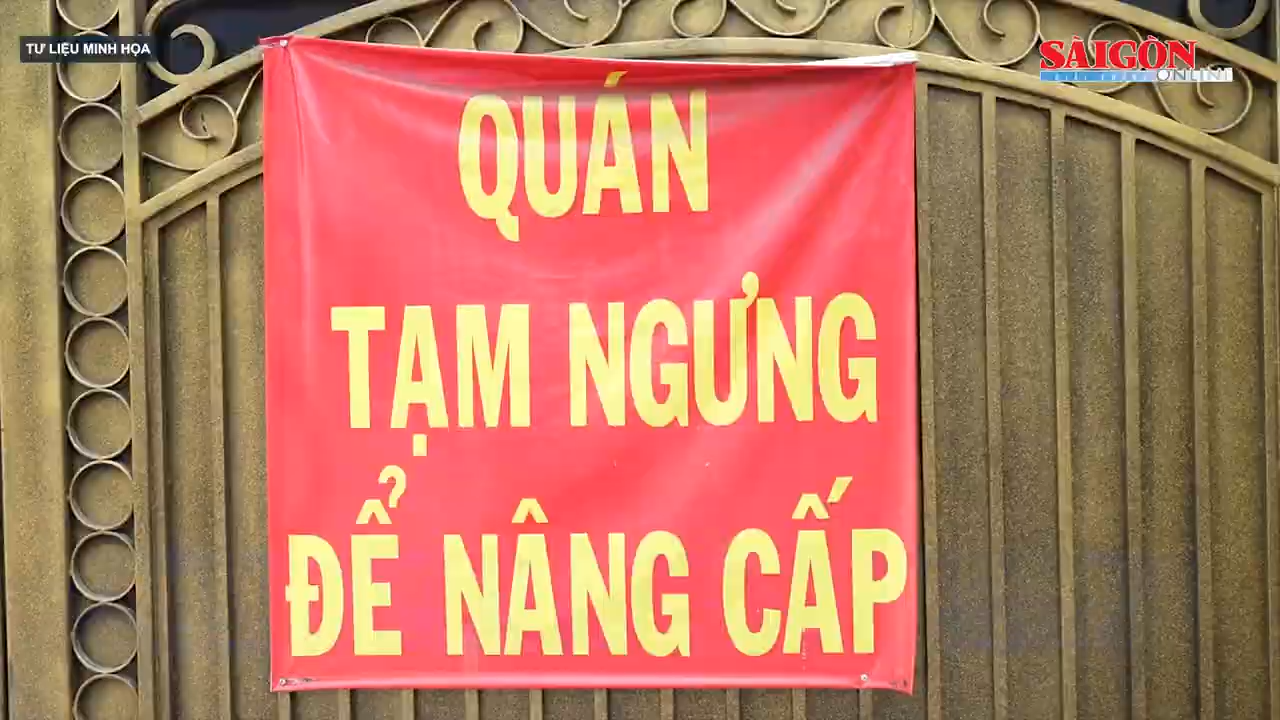 TƯ LIỆU MINH HỌA
SÀIGÒN
ONLINE
QUÁN
TẠM NGƯNG
ĐỂ NÂNG CẤP